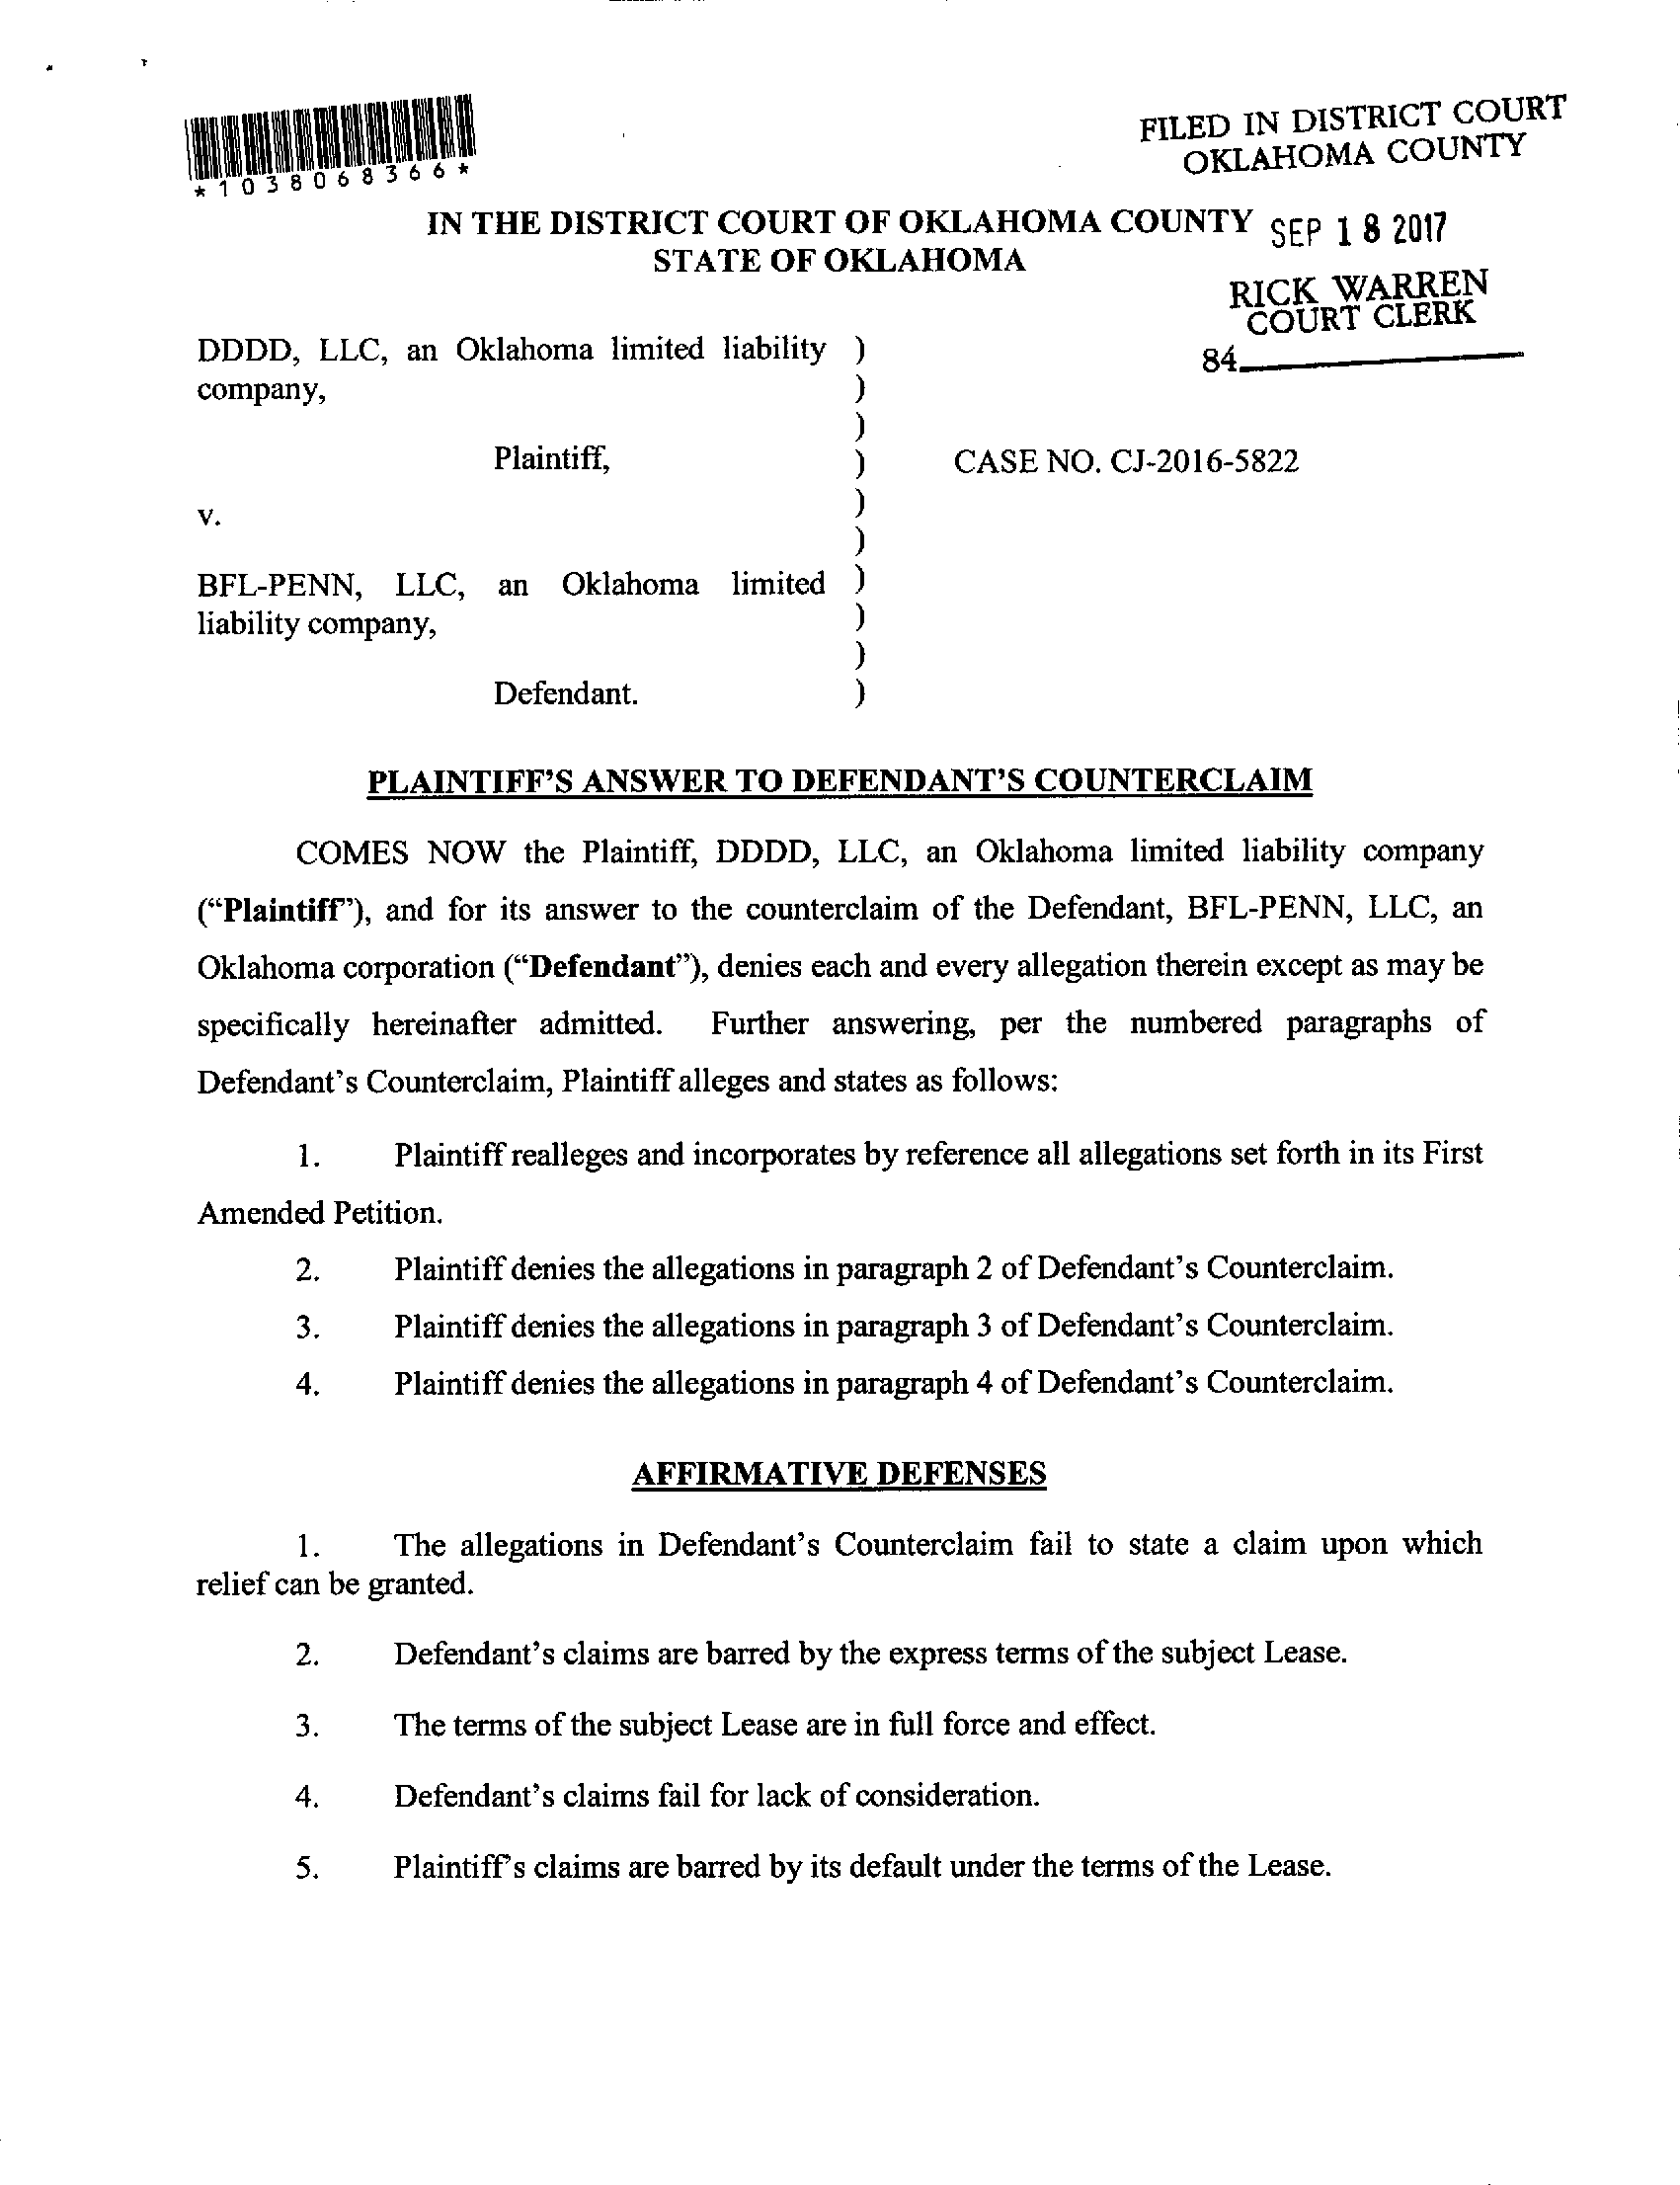 *1038068366*
FILED IN DISTRICT COURT
OKLAHOMA COUNTY
IN THE DISTRICT COURT OF OKLAHOMA COUNTY
STATE OF OKLAHOMA
SEP 18 2017
RICK WARREN
COURT CLERK
84
DDDD, LLC, an Oklahoma limited liability )
company, )
)
Plaintiff, ) CASE NO. CJ-2016-5822
)
v.
)
BFL-PENN, LLC, an Oklahoma limited )
liability company, )
)
Defendant. )
PLAINTIFF'S ANSWER TO DEFENDANT'S COUNTERCLAIM
COMES NOW the Plaintiff, DDDD, LLC, an Oklahoma limited liability company
("Plaintiff"), and for its answer to the counterclaim of the Defendant, BFL-PENN, LLC, an
Oklahoma corporation ("Defendant"), denies each and every allegation therein except as may be
specifically hereinafter admitted. Further answering, per the numbered paragraphs of
Defendant's Counterclaim, Plaintiff alleges and states as follows:
1. Plaintiff realleges and incorporates by reference all allegations set forth in its First
Amended Petition.
2. Plaintiff denies the allegations in paragraph 2 of Defendant's Counterclaim.
3. Plaintiff denies the allegations in paragraph 3 of Defendant's Counterclaim.
4. Plaintiff denies the allegations in paragraph 4 of Defendant's Counterclaim.
AFFIRMATIVE DEFENSES
1. The allegations in Defendant's Counterclaim fail to state a claim upon which
relief can be granted.
2. Defendant's claims are barred by the express terms of the subject Lease.
3. The terms of the subject Lease are in full force and effect.
4. Defendant's claims fail for lack of consideration.
5. Plaintiff's claims are barred by its default under the terms of the Lease.